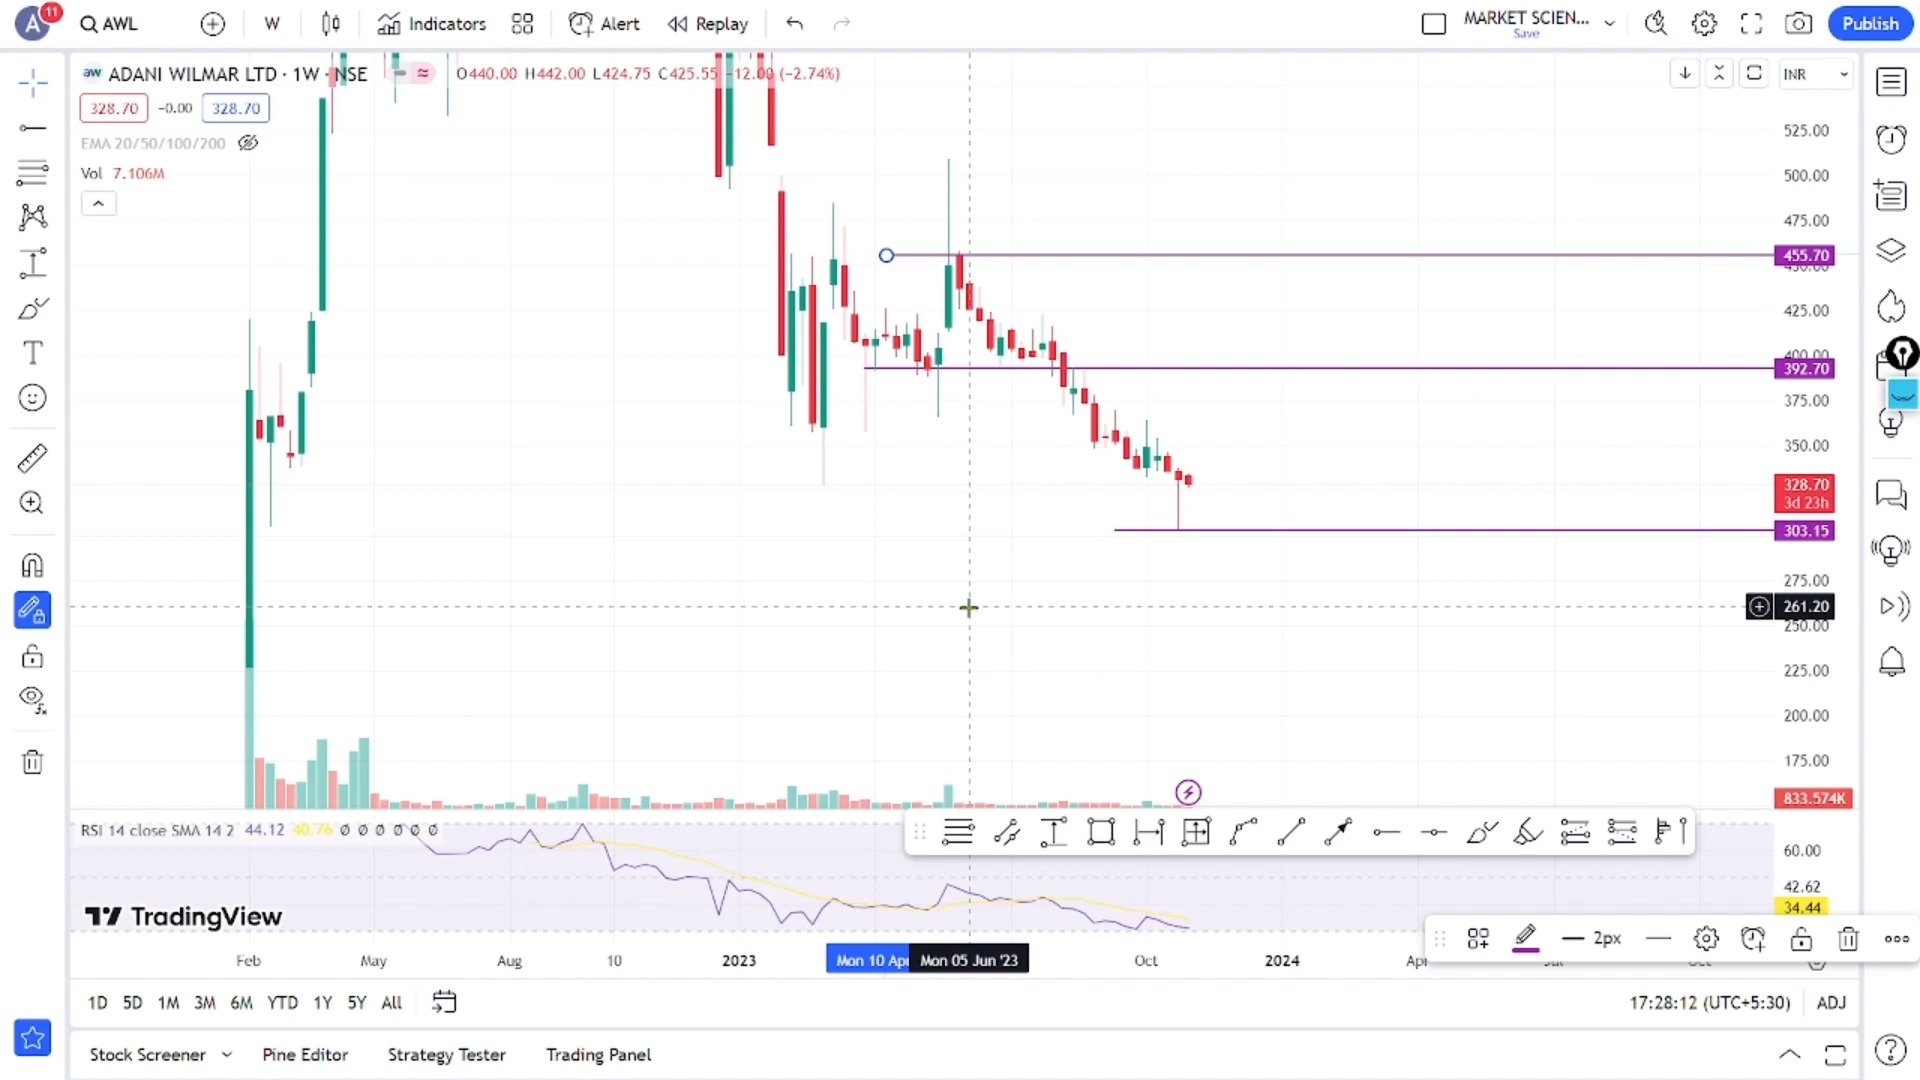 A 11 AWL W Indicators Alert Replay MARKET SCIEN... Save Publish
aw ADANI WILMAR LTD · 1W · NSE O440.00 H442.00 L424.75 C425.55 −12.00 (−2.74%) INR
328.70 −0.00 328.70
EMA 20/50/100/200
Vol 7.106M
525.00
500.00
475.00
455.70
425.00
392.70
375.00
350.00
328.70
3d 23h
303.15
275.00
261.20
250.00
225.00
200.00
175.00
833.574K
RSI 14 close SMA 14 2 44.12 40.76 Ø Ø Ø Ø Ø Ø
60.00
42.62
34.44
TradingView
2px
Feb May Aug 10 2023 Mon 10 Apr Mon 05 Jun '23 Oct 2024
1D 5D 1M 3M 6M YTD 1Y 5Y All 17:28:12 (UTC+5:30) ADJ
Stock Screener Pine Editor Strategy Tester Trading Panel